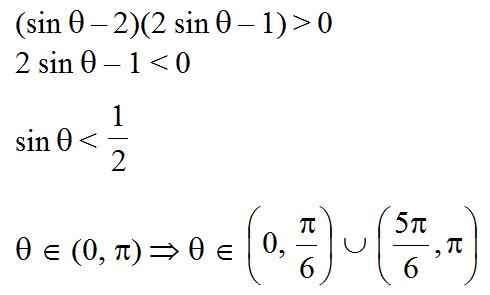 (sin θ – 2)(2 sin θ – 1) > 0
2 sin θ – 1 < 0
sin θ < 1/2
θ ∈ (0, π) ⇒ θ ∈ (0, π/6) ∪ (5π/6, π)